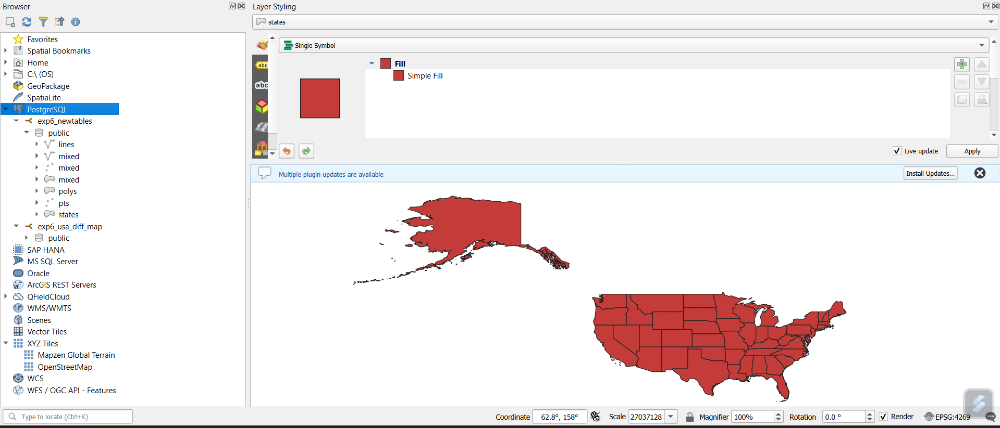 Browser
Favorites
Spatial Bookmarks
Home
C:\ (OS)
GeoPackage
SpatiaLite
PostgreSQL
exp6_newtables
public
lines
mixed
mixed
mixed
polys
pts
states
exp6_usa_diff_map
public
SAP HANA
MS SQL Server
Oracle
ArcGIS REST Servers
QFieldCloud
WMS/WMTS
Scenes
Vector Tiles
XYZ Tiles
Mapzen Global Terrain
OpenStreetMap
WCS
WFS / OGC API - Features
Layer Styling
states
Single Symbol
abc
abc
Fill
Simple Fill
Live update
Apply
Multiple plugin updates are available
Install Updates...
Type to locate (Ctrl+K)
Coordinate 62.8°, 158° Scale 27037128 Magnifier 100% Rotation 0.0 ° Render EPSG:4269